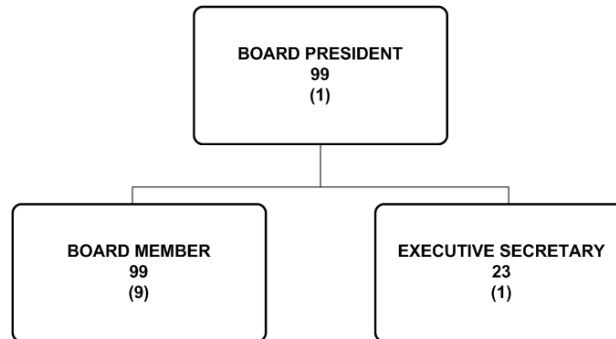 BOARD PRESIDENT
99
(1)
BOARD MEMBER
99
(9)
EXECUTIVE SECRETARY
23
(1)